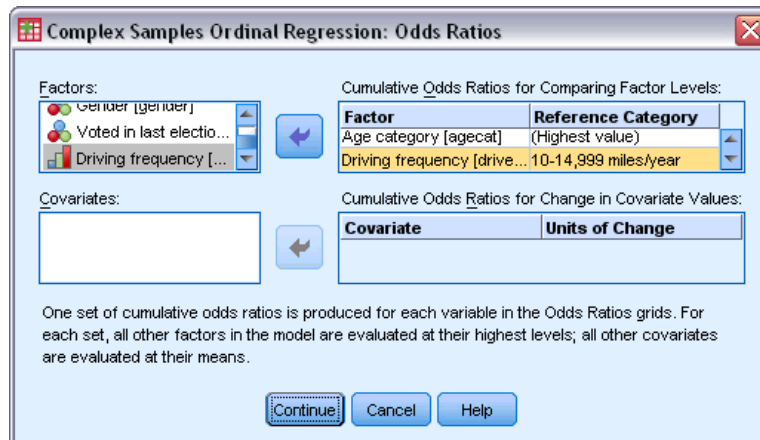 Complex Samples Ordinal Regression: Odds Ratios
Factors:
Gender [gender]
Voted in last electio...
Driving frequency [...
Cumulative Odds Ratios for Comparing Factor Levels:
Factor Reference Category
Age category [agecat] (Highest value)
Driving frequency [drive... 10-14,999 miles/year
Covariates:
Cumulative Odds Ratios for Change in Covariate Values:
Covariate Units of Change
One set of cumulative odds ratios is produced for each variable in the Odds Ratios grids. For
each set, all other factors in the model are evaluated at their highest levels; all other covariates
are evaluated at their means.
Continue Cancel Help